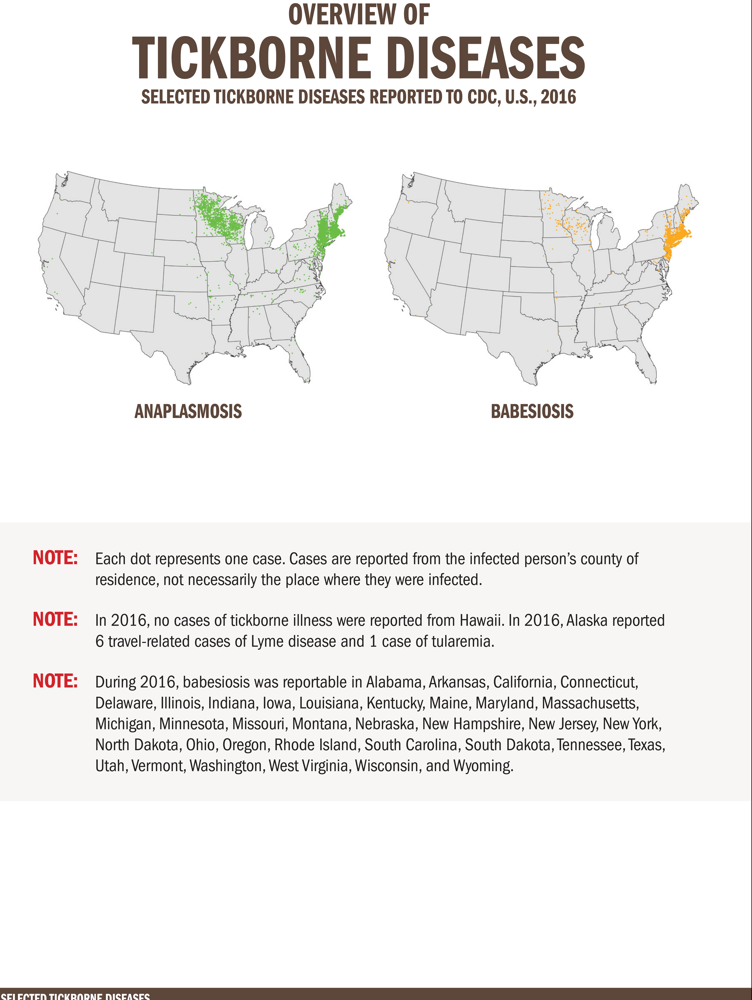 OVERVIEW OF
TICKBORNE DISEASES
SELECTED TICKBORNE DISEASES REPORTED TO CDC, U.S., 2016
ANAPLASMOSIS
BABESIOSIS
NOTE: Each dot represents one case. Cases are reported from the infected person’s county of
residence, not necessarily the place where they were infected.
NOTE: In 2016, no cases of tickborne illness were reported from Hawaii. In 2016, Alaska reported
6 travel-related cases of Lyme disease and 1 case of tularemia.
NOTE: During 2016, babesiosis was reportable in Alabama, Arkansas, California, Connecticut,
Delaware, Illinois, Indiana, Iowa, Louisiana, Kentucky, Maine, Maryland, Massachusetts,
Michigan, Minnesota, Missouri, Montana, Nebraska, New Hampshire, New Jersey, New York,
North Dakota, Ohio, Oregon, Rhode Island, South Carolina, South Dakota, Tennessee, Texas,
Utah, Vermont, Washington, West Virginia, Wisconsin, and Wyoming.
SELECTED TICKBORNE DISEASES